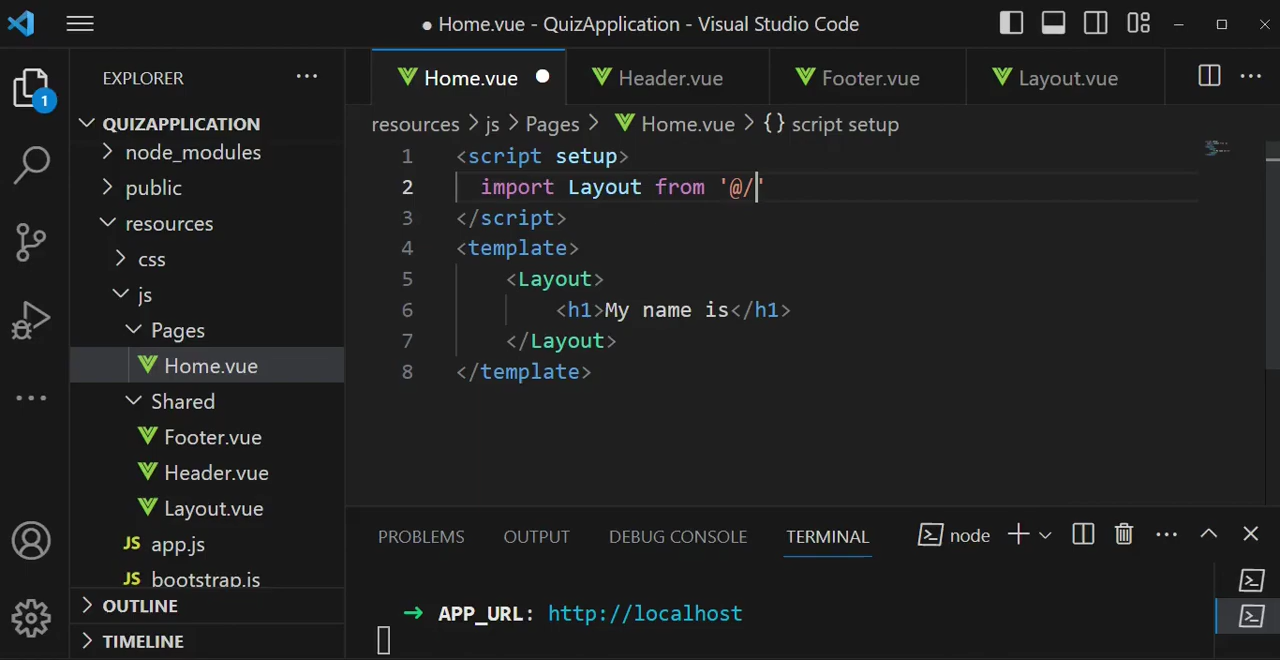 ● Home.vue - QuizApplication - Visual Studio Code
EXPLORER
1
QUIZAPPLICATION
node_modules
public
resources
css
js
Pages
Home.vue
Shared
Footer.vue
Header.vue
Layout.vue
JS app.js
JS bootstrap.js
OUTLINE
TIMELINE
Home.vue ● Header.vue Footer.vue Layout.vue
resources > js > Pages > Home.vue > {} script setup
1 <script setup>
2 import Layout from '@/'
3 </script>
4 <template>
5 <Layout>
6 <h1>My name is</h1>
7 </Layout>
8 </template>
PROBLEMS OUTPUT DEBUG CONSOLE TERMINAL node
➜ APP_URL: http://localhost